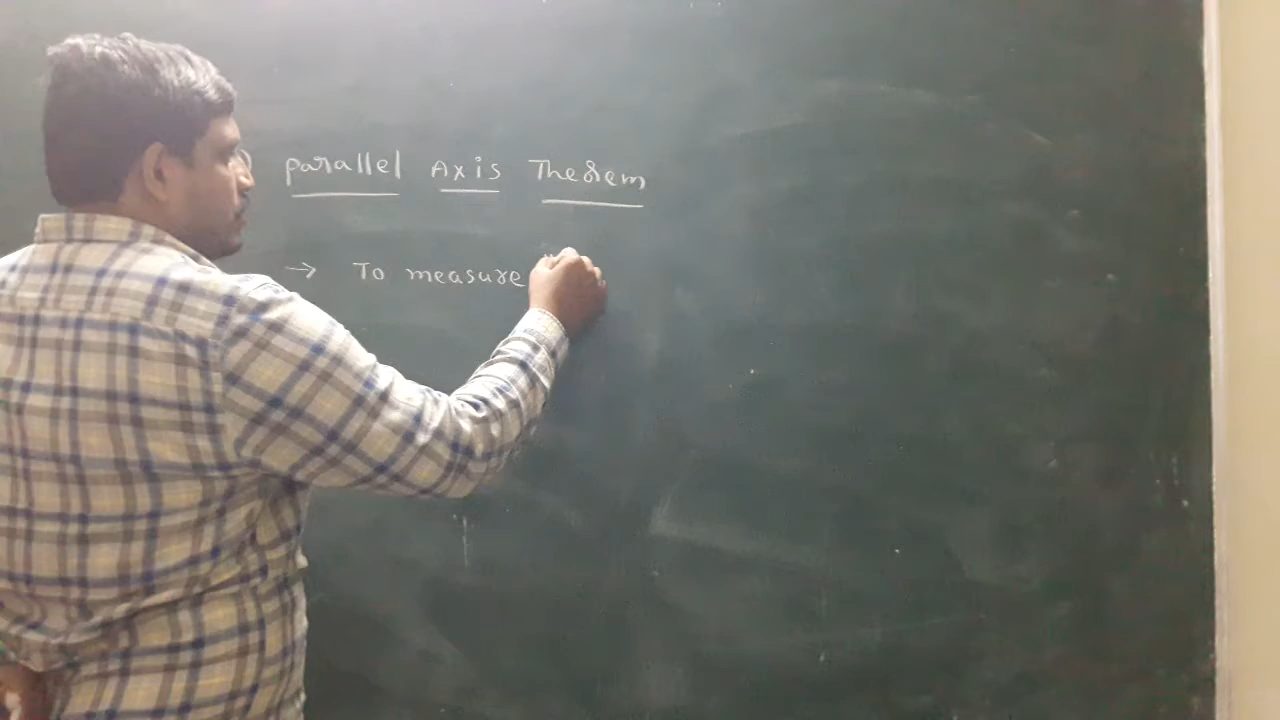 parallel Axis Theorem
→ To measure